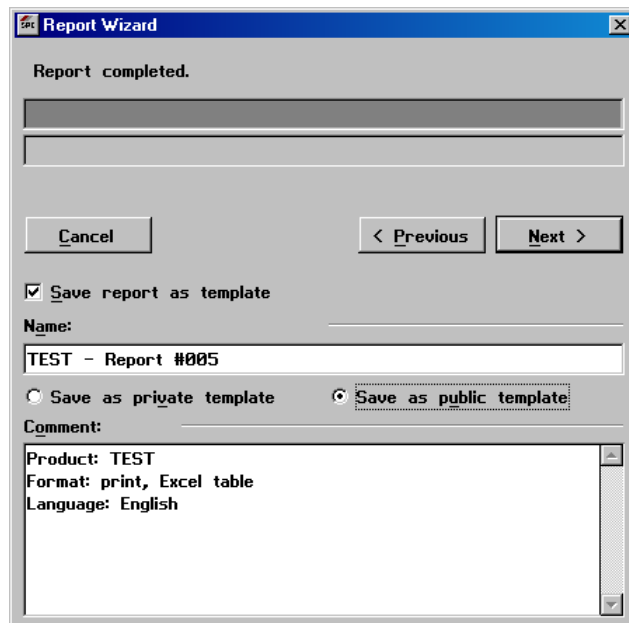 SPC Report Wizard
Report completed.
Cancel
< Previous
Next >
Save report as template
Name:
TEST - Report #005
Save as private template
Save as public template
Comment:
Product: TEST
Format: print, Excel table
Language: English